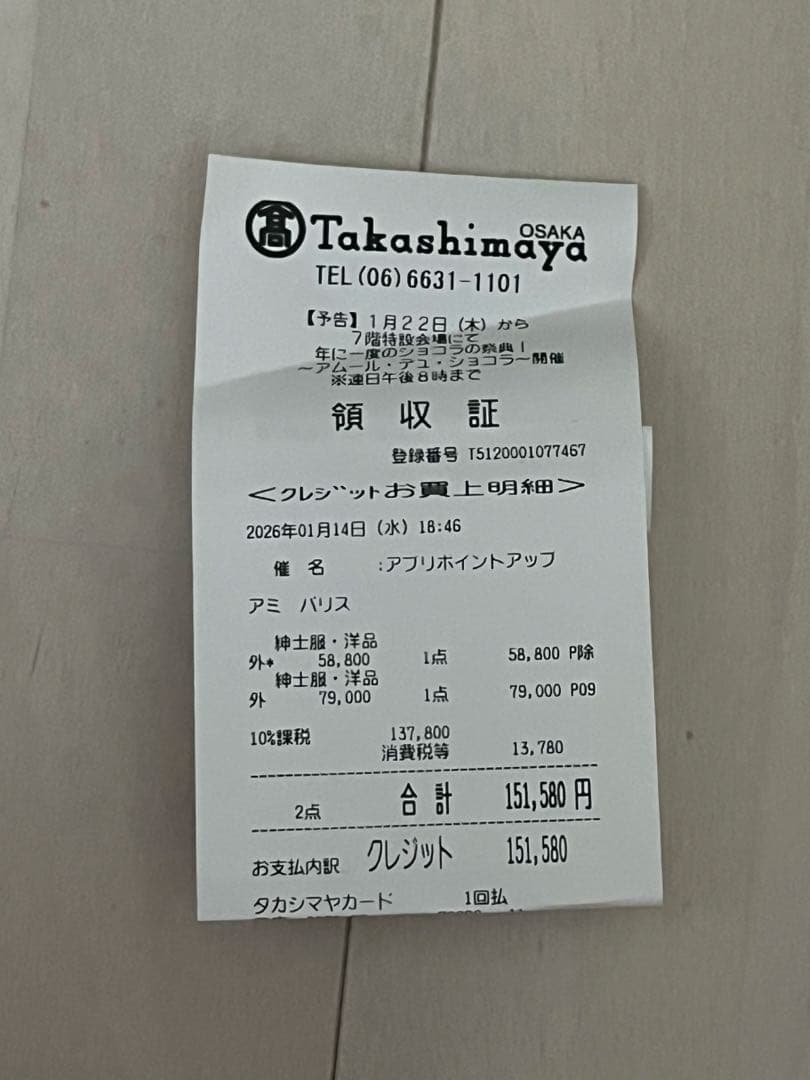 髙 Takashimaya OSAKA
TEL(06)6631-1101
【予告】1月22日(木)から
7階特設会場にて
年に一度のショコラの祭典!
~アムール・デュ・ショコラ~開催
※連日午後8時まで
領収証
登録番号 T5120001077467
<クレジットお買上明細>
2026年01月14日(水)18:46
催名 :アプリポイントアップ
アミ パリス
紳士服・洋品
外* 58,800 1点 58,800 P除
紳士服・洋品
外 79,000 1点 79,000 P09
10%課税 137,800
消費税等 13,780
2点 合計 151,580円
お支払内訳 クレジット 151,580
タカシマヤカード 1回払